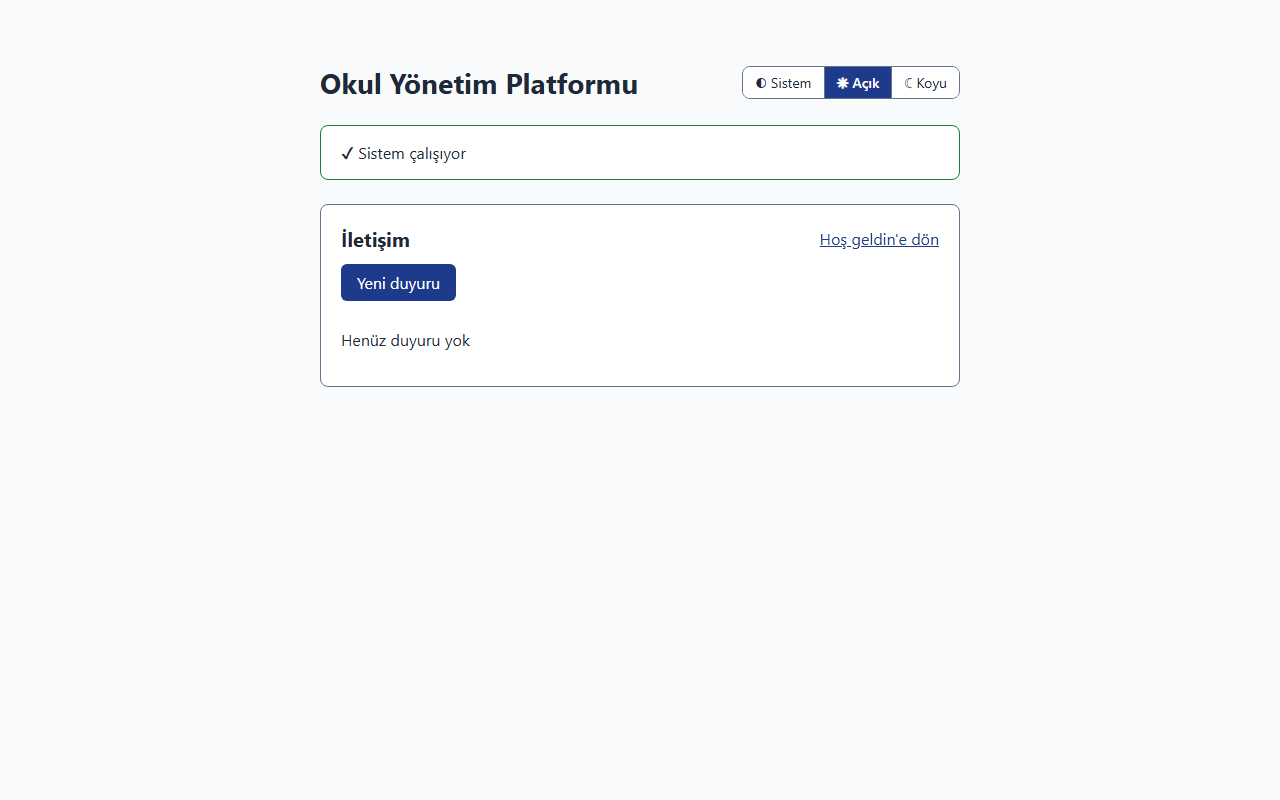 Okul Yönetim Platformu
◐ Sistem
✸ Açık
☾ Koyu
✓ Sistem çalışıyor
İletişim
Hoş geldin'e dön
Yeni duyuru
Henüz duyuru yok